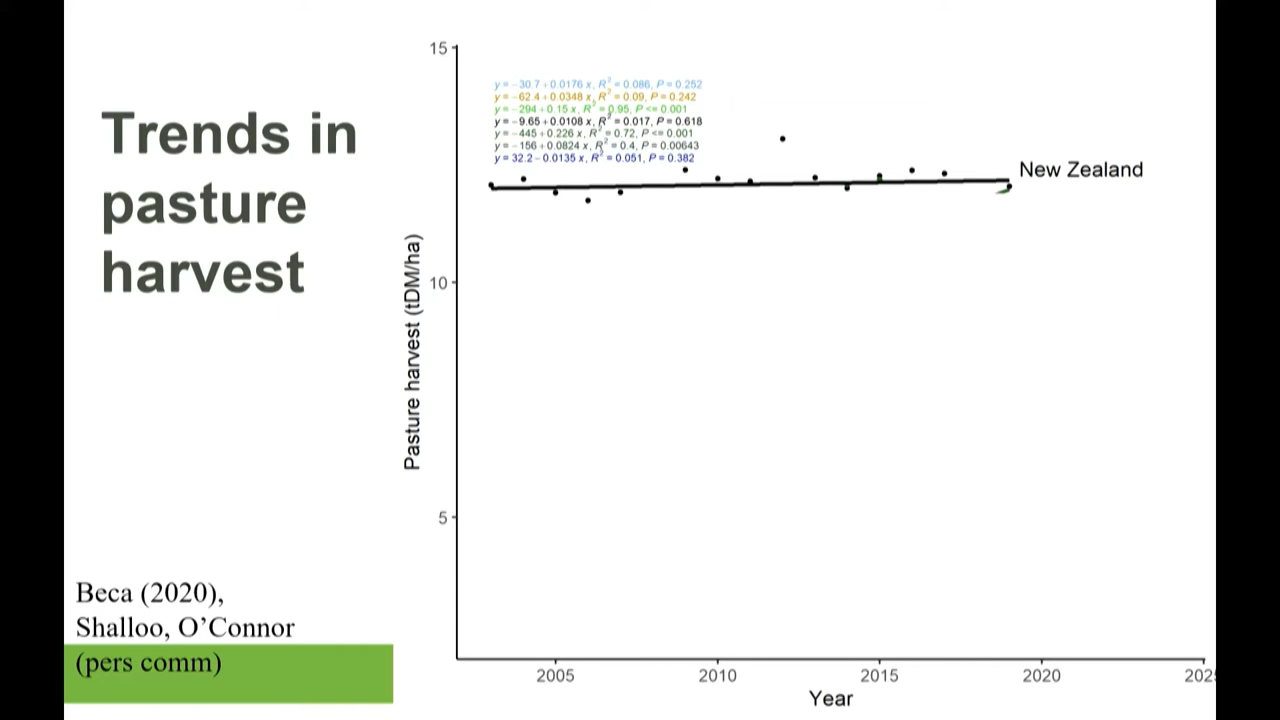 Trends in
pasture
harvest
Beca (2020),
Shalloo, O'Connor
(pers comm)
15
10
5
Pasture harvest (tDM/ha)
y = −30.7 + 0.0176 x, R² = 0.086, P = 0.252
y = −62.4 + 0.0348 x, R² = 0.09, P = 0.242
y = −294 + 0.15 x, R² = 0.95, P <= 0.001
y = −9.65 + 0.0108 x, R² = 0.017, P = 0.618
y = −445 + 0.226 x, R² = 0.72, P <= 0.001
y = −156 + 0.0824 x, R² = 0.4, P = 0.00643
y = 32.2 − 0.0135 x, R² = 0.051, P = 0.382
New Zealand
2005
2010
2015
2020
202
Year